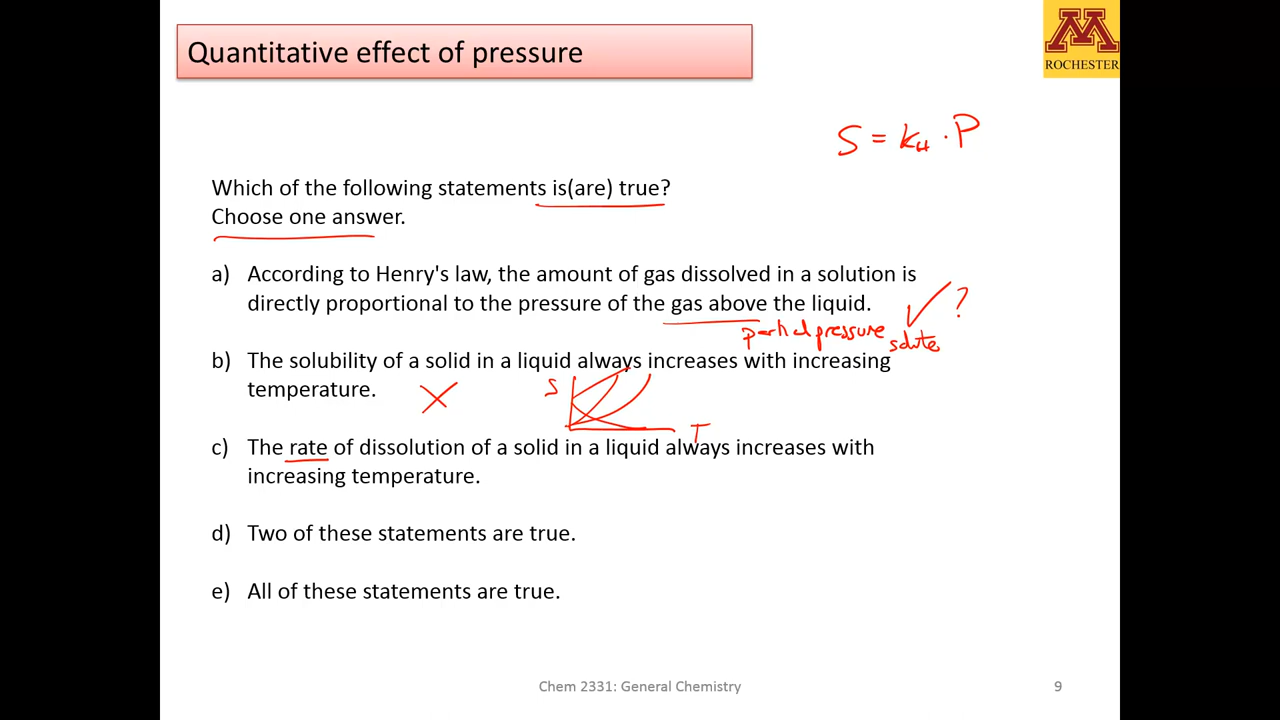 Quantitative effect of pressure
M
ROCHESTER
S = kH · P
Which of the following statements is(are) true?
Choose one answer.
a) According to Henry's law, the amount of gas dissolved in a solution is
directly proportional to the pressure of the gas above the liquid.
?
partial pressure
solute
b) The solubility of a solid in a liquid always increases with increasing
temperature.
S
T
c) The rate of dissolution of a solid in a liquid always increases with
increasing temperature.
d) Two of these statements are true.
e) All of these statements are true.
Chem 2331: General Chemistry
9